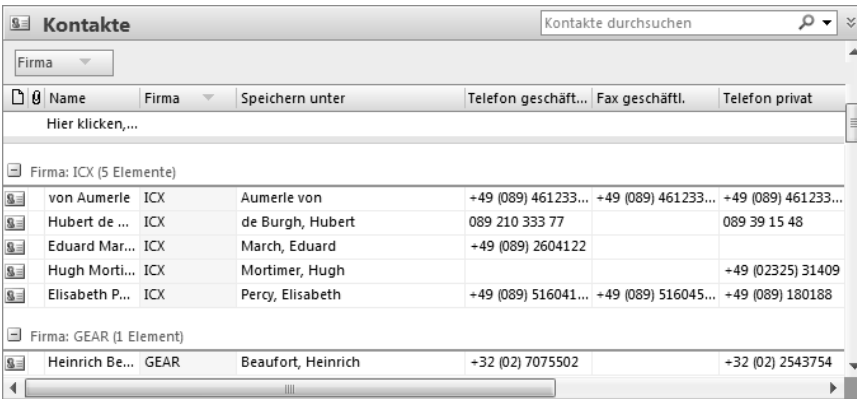 Kontakte Kontakte durchsuchen
Firma
Name Firma Speichern unter Telefon geschäft... Fax geschäftl. Telefon privat
Hier klicken,...
Firma: ICX (5 Elemente)
von Aumerle ICX Aumerle von +49 (089) 461233... +49 (089) 461233... +49 (089) 461233...
Hubert de ... ICX de Burgh, Hubert 089 210 333 77 089 39 15 48
Eduard Mar... ICX March, Eduard +49 (089) 2604122
Hugh Morti... ICX Mortimer, Hugh +49 (02325) 31409
Elisabeth P... ICX Percy, Elisabeth +49 (089) 516041... +49 (089) 516045... +49 (089) 180188
Firma: GEAR (1 Element)
Heinrich Be... GEAR Beaufort, Heinrich +32 (02) 7075502 +32 (02) 2543754